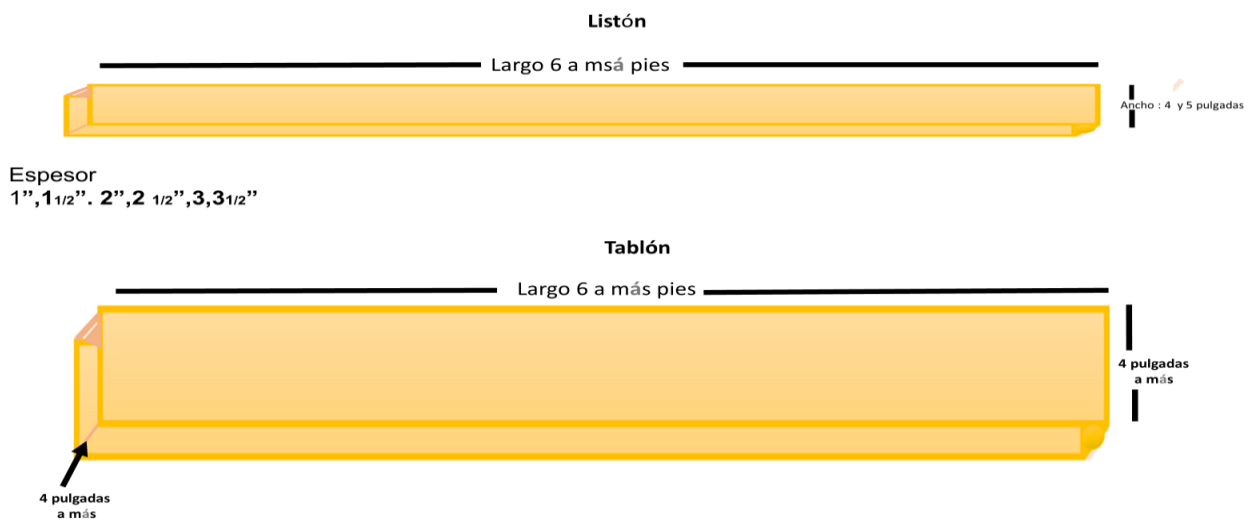 Listón
Largo 6 a msá pies
Ancho : 4 y 5 pulgadas
Espesor
1”,11/2”. 2”,2 1/2”,3,31/2”
Tablón
Largo 6 a más pies
4 pulgadas
a más
4 pulgadas
a más